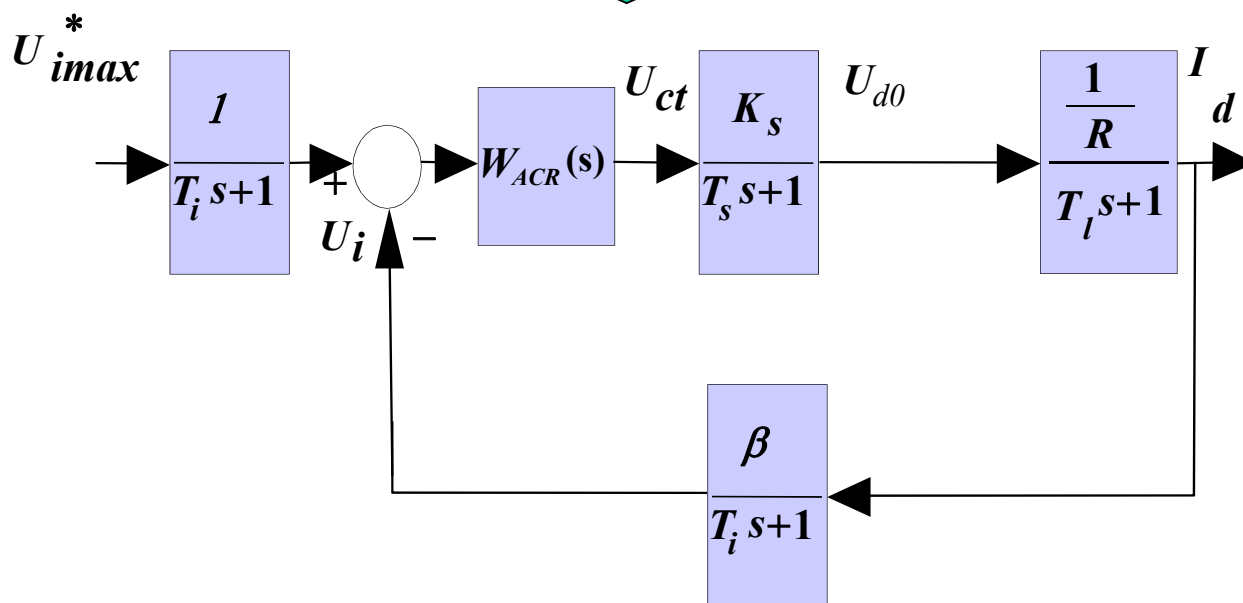 U*imax
1
Ti s+1
+
Ui
−
WACR(s)
Uct
Ks
Ts s+1
Ud0
1
R
Tl s+1
Id
β
Ti s+1